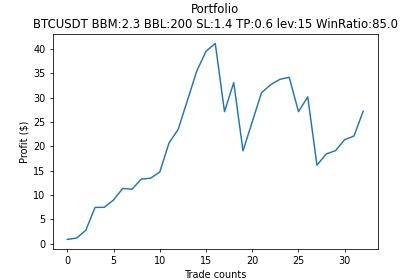 Portfolio
BTCUSDT BBM:2.3 BBL:200 SL:1.4 TP:0.6 lev:15 WinRatio:85.0
40
35
30
25
20
15
10
5
0
Profit ($)
0 5 10 15 20 25 30
Trade counts